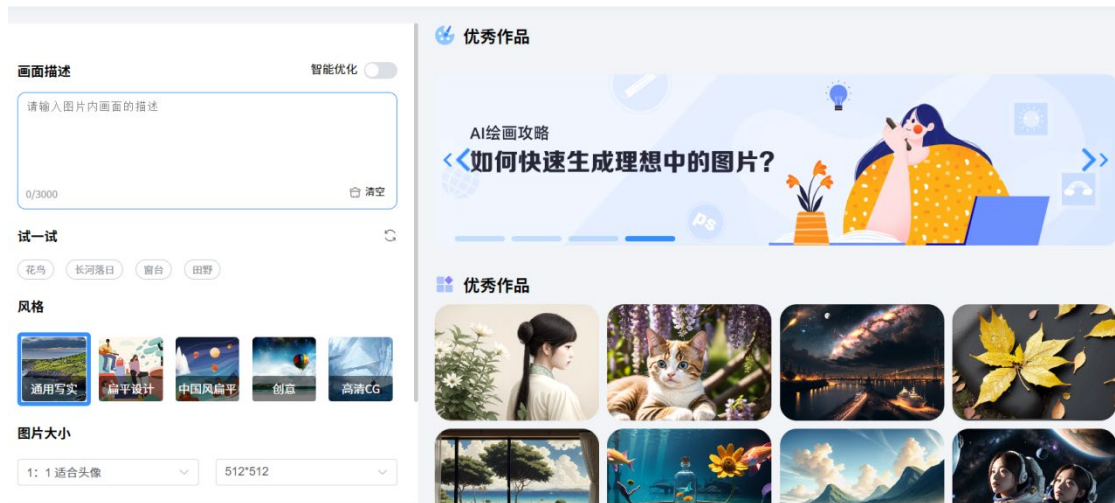 画面描述
智能优化
请输入图片内画面的描述
0/3000
清空
试一试
花鸟
长河落日
窗台
田野
风格
通用写实
扁平设计
中国风扁平
创意
高清CG
图片大小
1: 1 适合头像
512*512
优秀作品
AI绘画攻略
如何快速生成理想中的图片?
ps
优秀作品